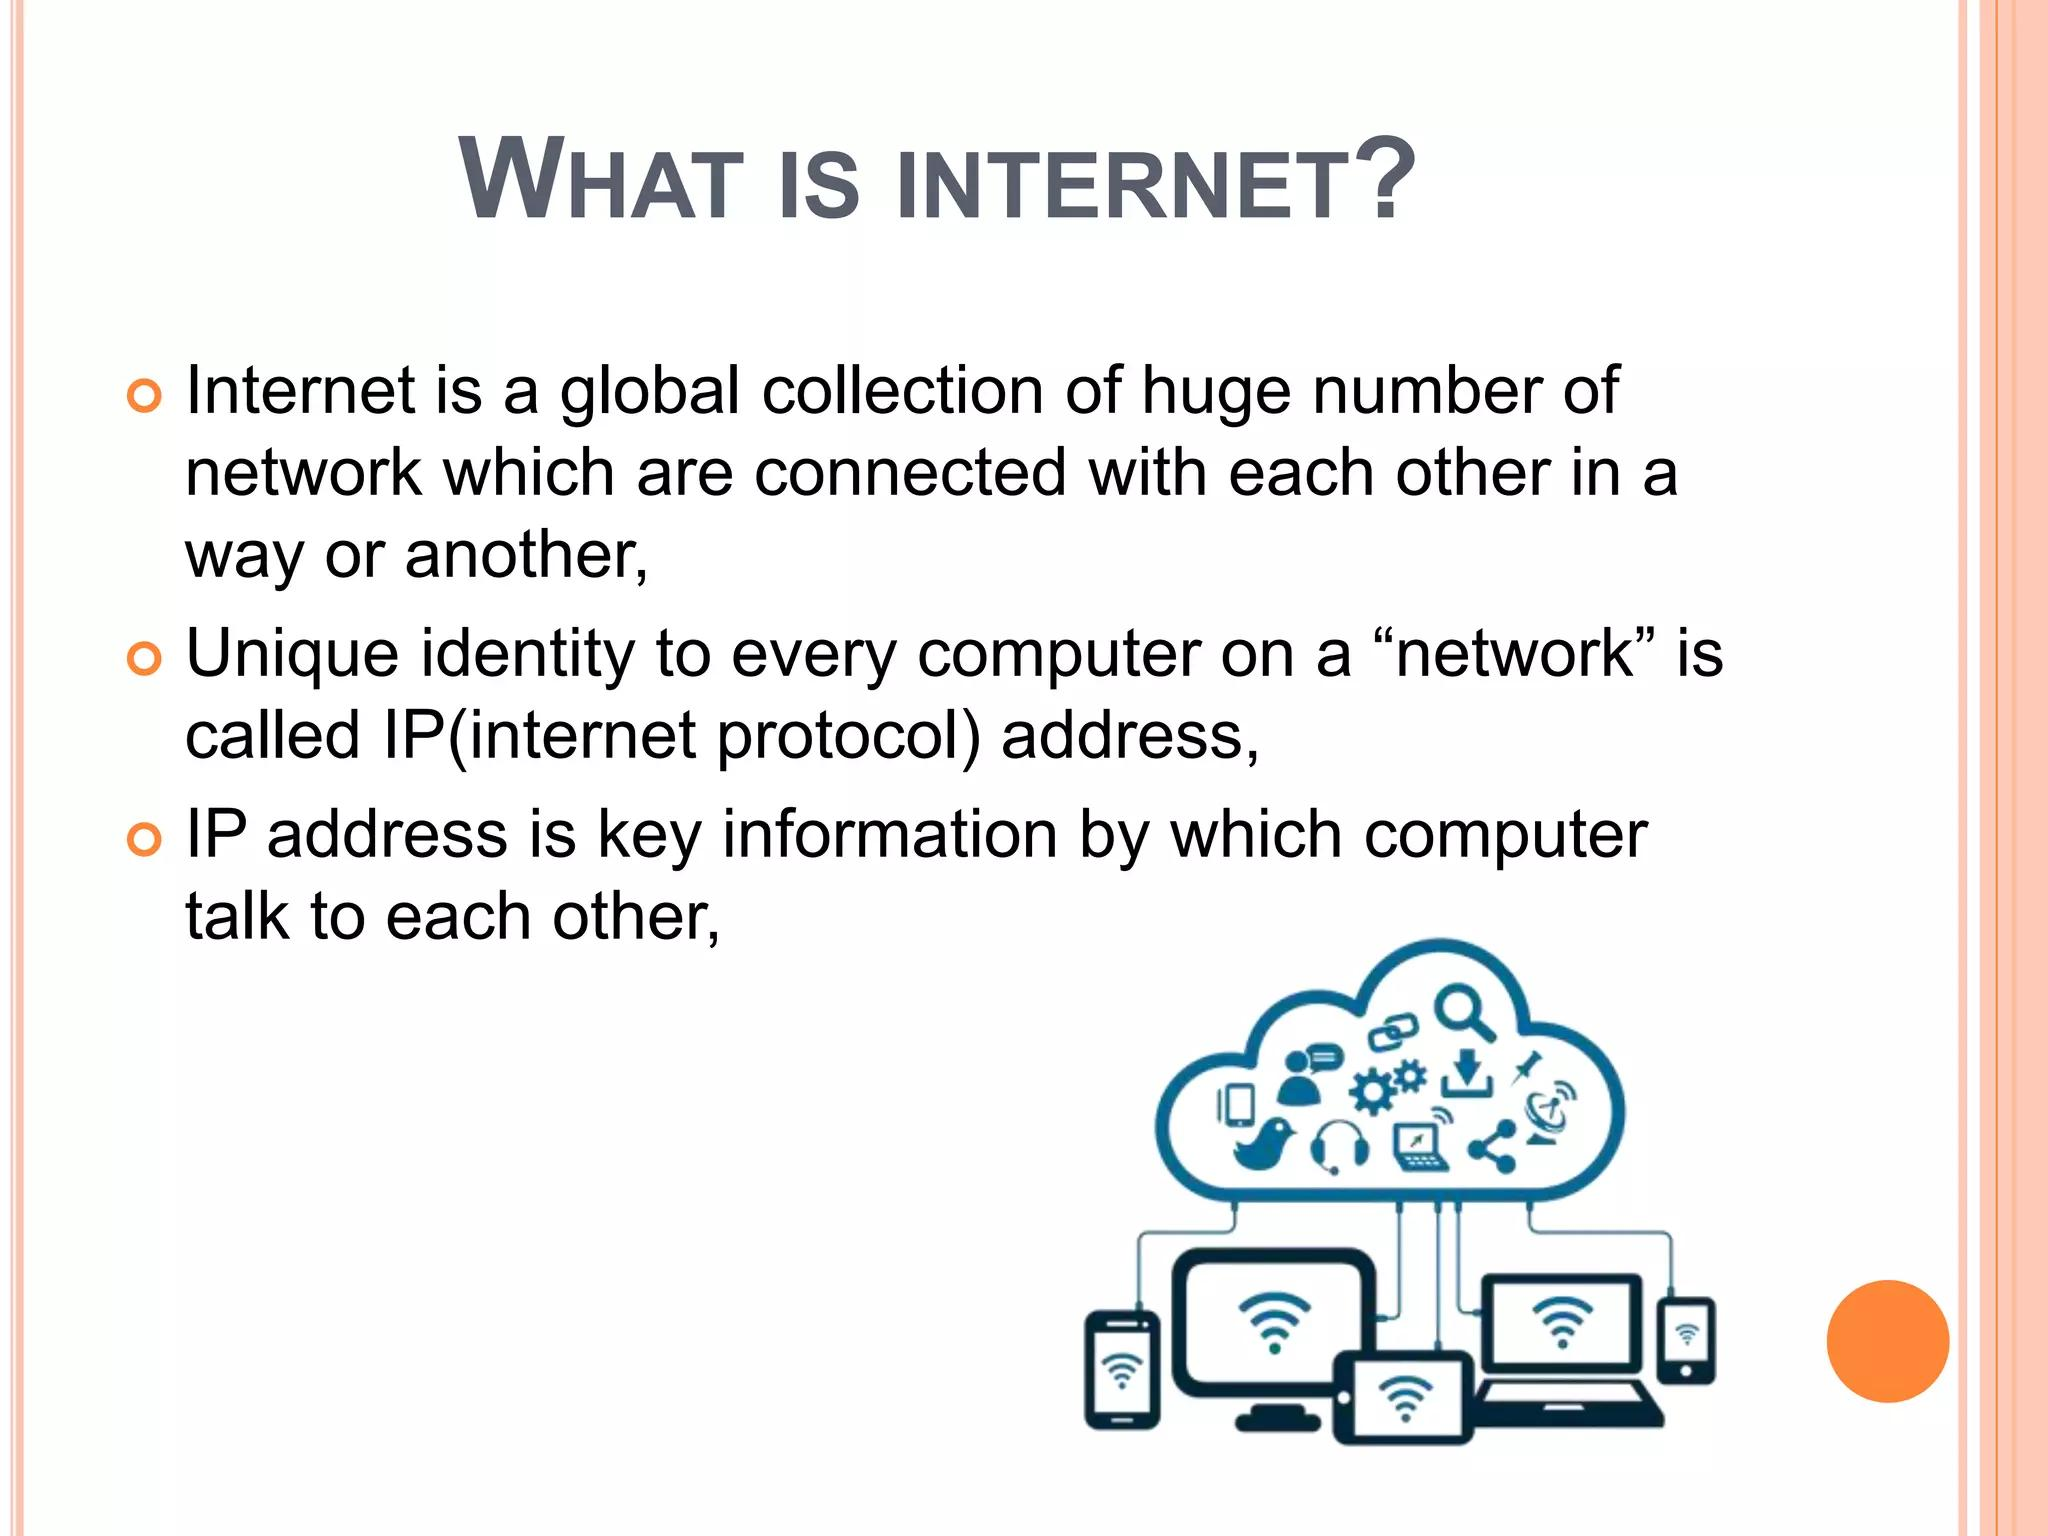 WHAT IS INTERNET?
Internet is a global collection of huge number of
network which are connected with each other in a
way or another,
Unique identity to every computer on a “network” is
called IP(internet protocol) address,
IP address is key information by which computer
talk to each other,